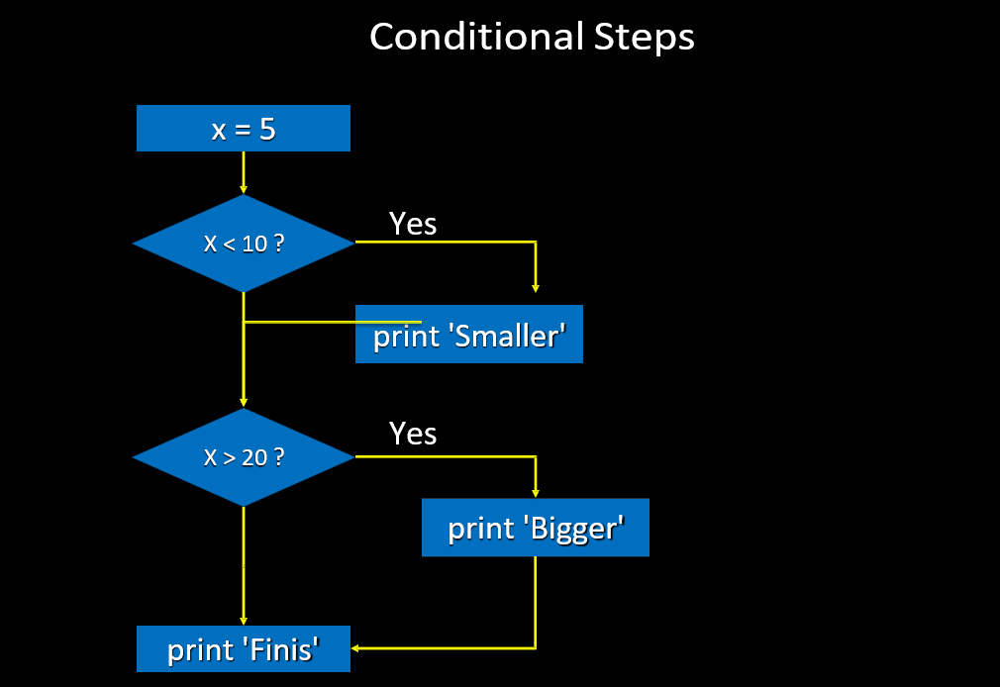 Conditional Steps
x = 5
X < 10 ?
Yes
print 'Smaller'
X > 20 ?
Yes
print 'Bigger'
print 'Finis'